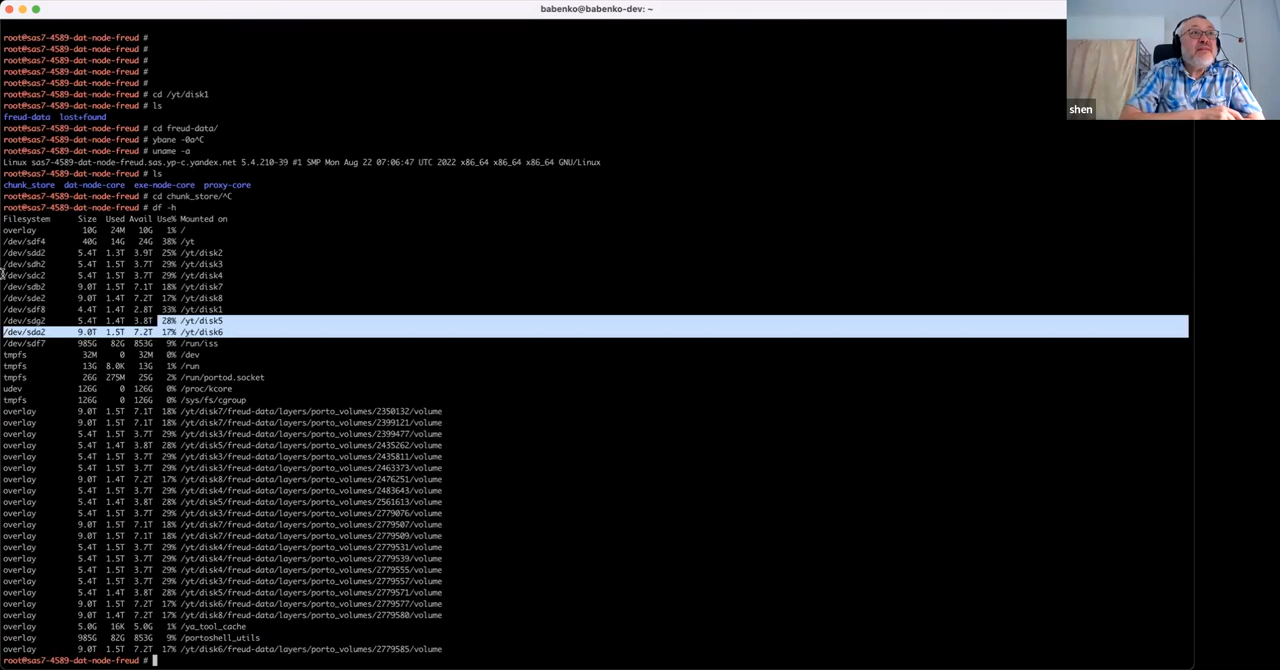 babenko@babenko-dev: ~
root@sas7-4589-dat-node-freud #
root@sas7-4589-dat-node-freud #
root@sas7-4589-dat-node-freud #
root@sas7-4589-dat-node-freud #
root@sas7-4589-dat-node-freud #
root@sas7-4589-dat-node-freud # cd /yt/disk1
root@sas7-4589-dat-node-freud # ls
freud-data lost+found
root@sas7-4589-dat-node-freud # cd freud-data/
root@sas7-4589-dat-node-freud # ybane -0a^C
root@sas7-4589-dat-node-freud # uname -a
Linux sas7-4589-dat-node-freud.sas.yp-c.yandex.net 5.4.210-39 #1 SMP Mon Aug 22 07:06:47 UTC 2022 x86_64 x86_64 x86_64 GNU/Linux
root@sas7-4589-dat-node-freud # ls
chunk_store dat-node-core exe-node-core proxy-core
root@sas7-4589-dat-node-freud # cd chunk_store/^C
root@sas7-4589-dat-node-freud # df -h
Filesystem Size Used Avail Use% Mounted on
overlay 10G 24M 10G 1% /
/dev/sdf4 40G 14G 24G 38% /yt
/dev/sdd2 5.4T 1.3T 3.9T 25% /yt/disk2
/dev/sdh2 5.4T 1.5T 3.7T 29% /yt/disk3
/dev/sdc2 5.4T 1.5T 3.7T 29% /yt/disk4
/dev/sdb2 9.0T 1.5T 7.1T 18% /yt/disk7
/dev/sde2 9.0T 1.4T 7.2T 17% /yt/disk8
/dev/sdf8 4.4T 1.4T 2.8T 33% /yt/disk1
/dev/sdg2 5.4T 1.4T 3.8T 28% /yt/disk5
/dev/sda2 9.0T 1.5T 7.2T 17% /yt/disk6
/dev/sdf7 985G 82G 853G 9% /run/iss
tmpfs 32M 0 32M 0% /dev
tmpfs 13G 8.0K 13G 1% /run
tmpfs 26G 275M 25G 2% /run/portod.socket
udev 126G 0 126G 0% /proc/kcore
tmpfs 126G 0 126G 0% /sys/fs/cgroup
overlay 9.0T 1.5T 7.1T 18% /yt/disk7/freud-data/layers/porto_volumes/2350132/volume
overlay 9.0T 1.5T 7.1T 18% /yt/disk7/freud-data/layers/porto_volumes/2399121/volume
overlay 5.4T 1.5T 3.7T 29% /yt/disk3/freud-data/layers/porto_volumes/2399477/volume
overlay 5.4T 1.4T 3.8T 28% /yt/disk5/freud-data/layers/porto_volumes/2435262/volume
overlay 5.4T 1.5T 3.7T 29% /yt/disk3/freud-data/layers/porto_volumes/2435811/volume
overlay 5.4T 1.5T 3.7T 29% /yt/disk3/freud-data/layers/porto_volumes/2463373/volume
overlay 9.0T 1.4T 7.2T 17% /yt/disk8/freud-data/layers/porto_volumes/2476251/volume
overlay 5.4T 1.5T 3.7T 29% /yt/disk4/freud-data/layers/porto_volumes/2483643/volume
overlay 5.4T 1.4T 3.8T 28% /yt/disk5/freud-data/layers/porto_volumes/2561613/volume
overlay 5.4T 1.5T 3.7T 29% /yt/disk3/freud-data/layers/porto_volumes/2779076/volume
overlay 9.0T 1.5T 7.1T 18% /yt/disk7/freud-data/layers/porto_volumes/2779507/volume
overlay 9.0T 1.5T 7.1T 18% /yt/disk7/freud-data/layers/porto_volumes/2779509/volume
overlay 5.4T 1.5T 3.7T 29% /yt/disk4/freud-data/layers/porto_volumes/2779531/volume
overlay 5.4T 1.5T 3.7T 29% /yt/disk4/freud-data/layers/porto_volumes/2779539/volume
overlay 5.4T 1.5T 3.7T 29% /yt/disk4/freud-data/layers/porto_volumes/2779555/volume
overlay 5.4T 1.5T 3.7T 29% /yt/disk3/freud-data/layers/porto_volumes/2779557/volume
overlay 5.4T 1.4T 3.8T 28% /yt/disk5/freud-data/layers/porto_volumes/2779571/volume
overlay 9.0T 1.5T 7.2T 17% /yt/disk6/freud-data/layers/porto_volumes/2779577/volume
overlay 9.0T 1.4T 7.2T 17% /yt/disk8/freud-data/layers/porto_volumes/2779580/volume
overlay 5.0G 16K 5.0G 1% /ya_tool_cache
overlay 985G 82G 853G 9% /portoshell_utils
overlay 9.0T 1.5T 7.2T 17% /yt/disk6/freud-data/layers/porto_volumes/2779585/volume
root@sas7-4589-dat-node-freud #
shen